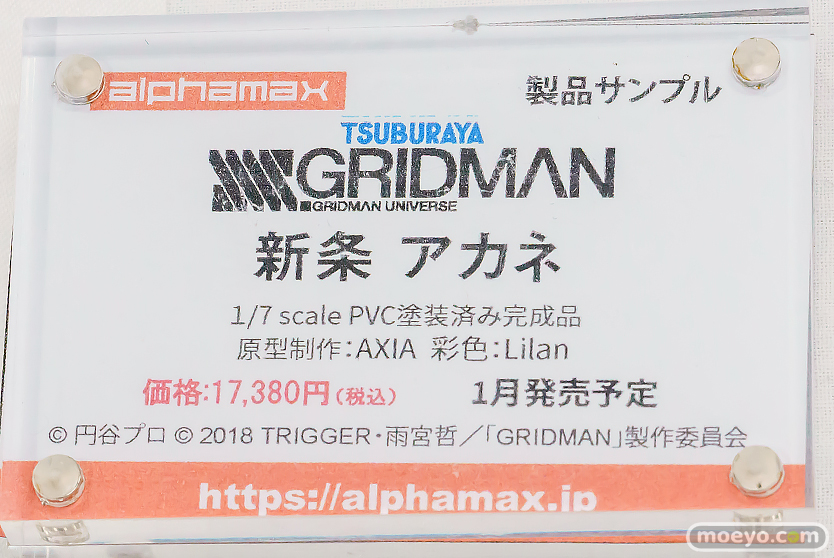 alphamax 製品サンプル
TSUBURAYA
GRIDMAN
GRIDMAN UNIVERSE
新条 アカネ
1/7 scale PVC塗装済み完成品
原型制作：AXIA 彩色：Lilan
価格:17,380円(税込) 1月発売予定
© 円谷プロ © 2018 TRIGGER・雨宮哲／「GRIDMAN」製作委員会
https://alphamax.jp
moeyo.com